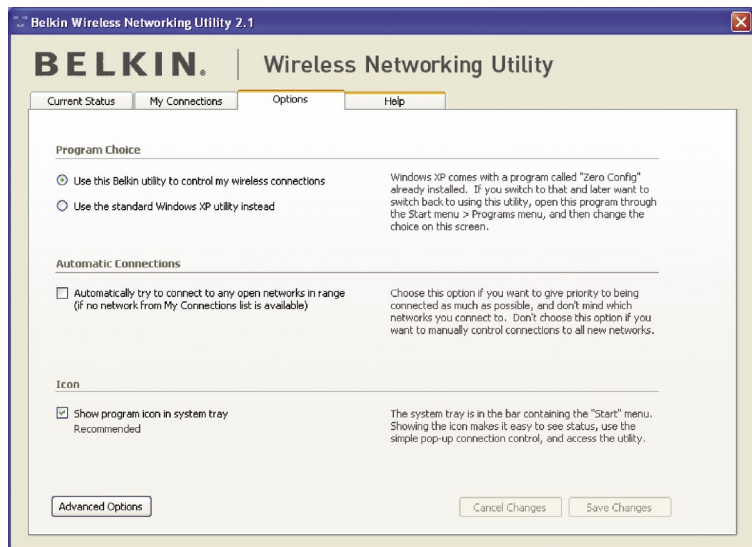 Belkin Wireless Networking Utility 2.1
BELKIN. Wireless Networking Utility
Current Status
My Connections
Options
Help
Program Choice
Use this Belkin utility to control my wireless connections
Use the standard Windows XP utility instead
Windows XP comes with a program called "Zero Config"
already installed. If you switch to that and later want to
switch back to using this utility, open this program through
the Start menu > Programs menu, and then change the
choice on this screen.
Automatic Connections
Automatically try to connect to any open networks in range
(if no network from My Connections list is available)
Choose this option if you want to give priority to being
connected as much as possible, and don't mind which
networks you connect to. Don't choose this option if you
want to manually control connections to all new networks.
Icon
Show program icon in system tray
Recommended
The system tray is in the bar containing the "Start" menu.
Showing the icon makes it easy to see status, use the
simple pop-up connection control, and access the utility.
Advanced Options
Cancel Changes
Save Changes